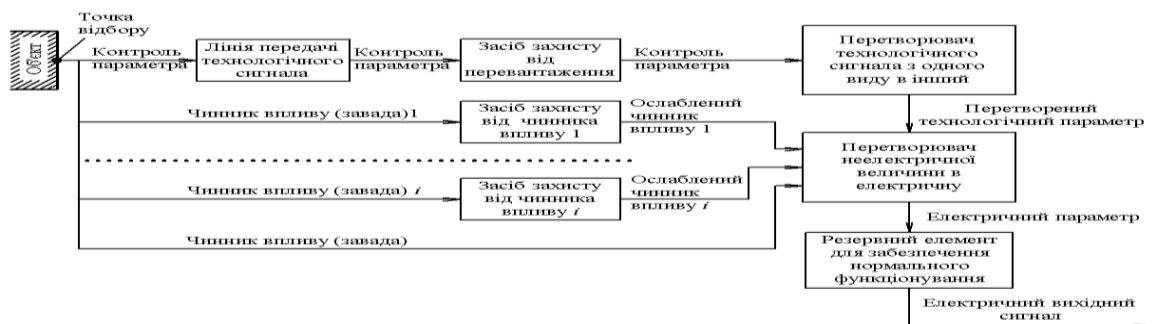 Точка
відбору
Об'єкт
Контроль
параметра
Лінія передачі
технологічного
сигнала
Контроль
параметра
Засіб захисту
від
перевантаження
Контроль
параметра
Перетворювач
технологічного
сигнала з одного
виду в інший
Перетворений
технологічний параметр
Чинник впливу (завада)1
Засіб захисту
від чинника
впливу 1
Ослаблений
чинник
впливу 1
Перетворювач
неелектричної
величини в
електричну
Чинник впливу (завада) i
Засіб захисту
від чинника
впливу i
Ослаблений
чинник
впливу i
Електричний параметр
Чинник впливу (завада)
Резервний елемент
для забезпечення
нормального
функціонування
Електричний вихідний
сигнал